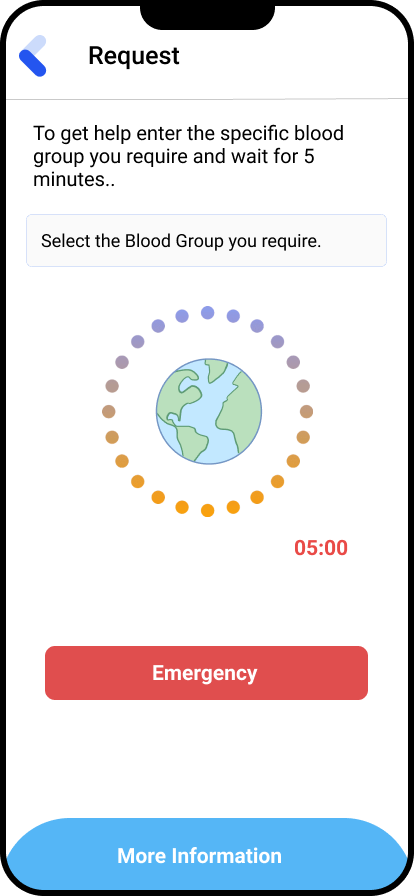 Request
To get help enter the specific blood
group you require and wait for 5
minutes..
Select the Blood Group you require.
05:00
Emergency
More Information